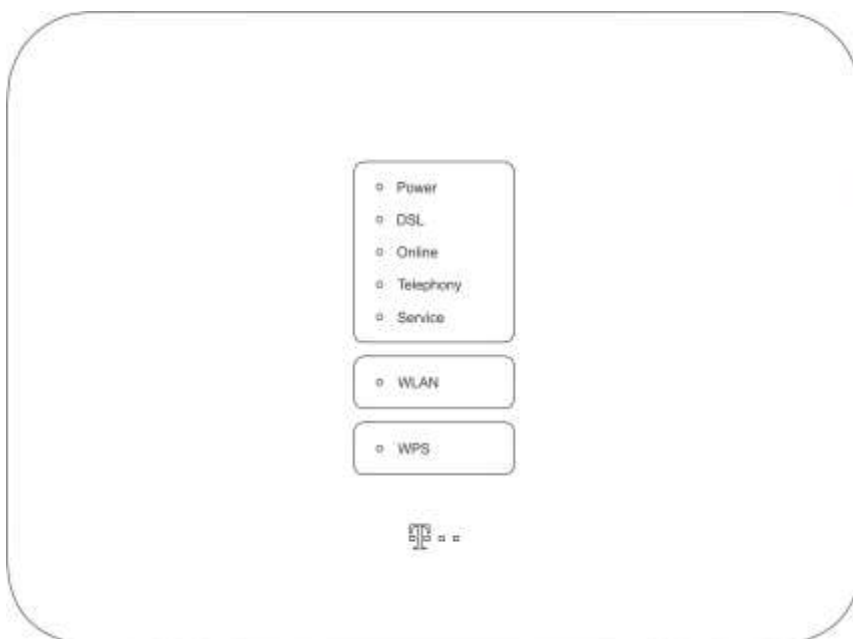 Power
DSL
Online
Telephony
Service
WLAN
WPS
T